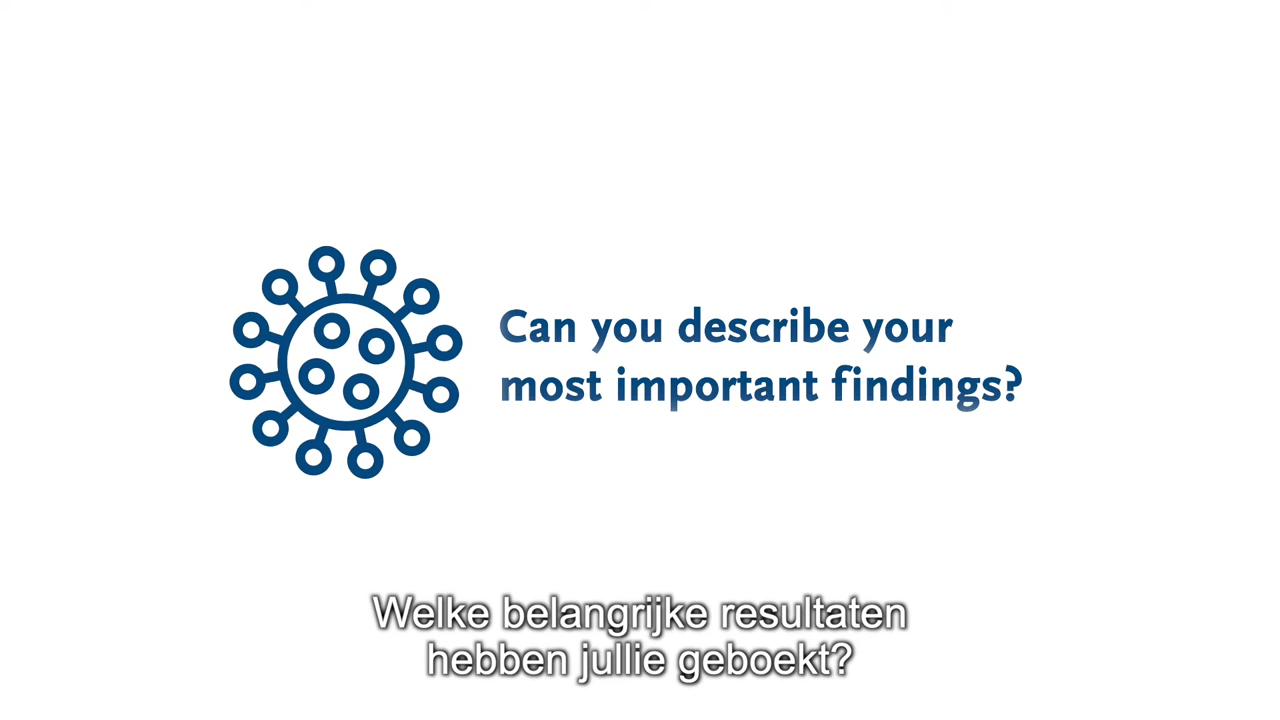 Can you describe your
most important findings?
Welke belangrijke resultaten
hebben jullie geboekt?